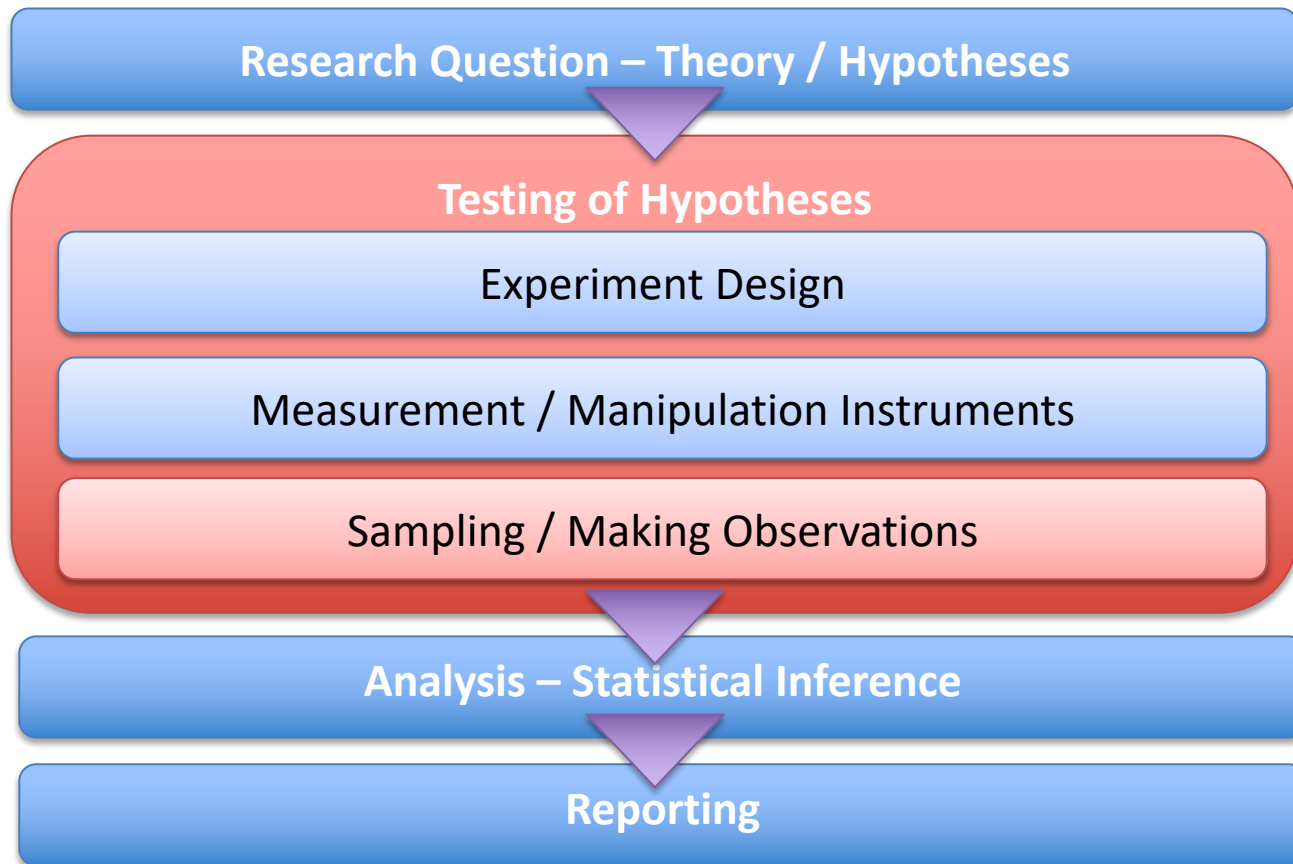 Research Question – Theory / Hypotheses
Testing of Hypotheses
Experiment Design
Measurement / Manipulation Instruments
Sampling / Making Observations
Analysis – Statistical Inference
Reporting